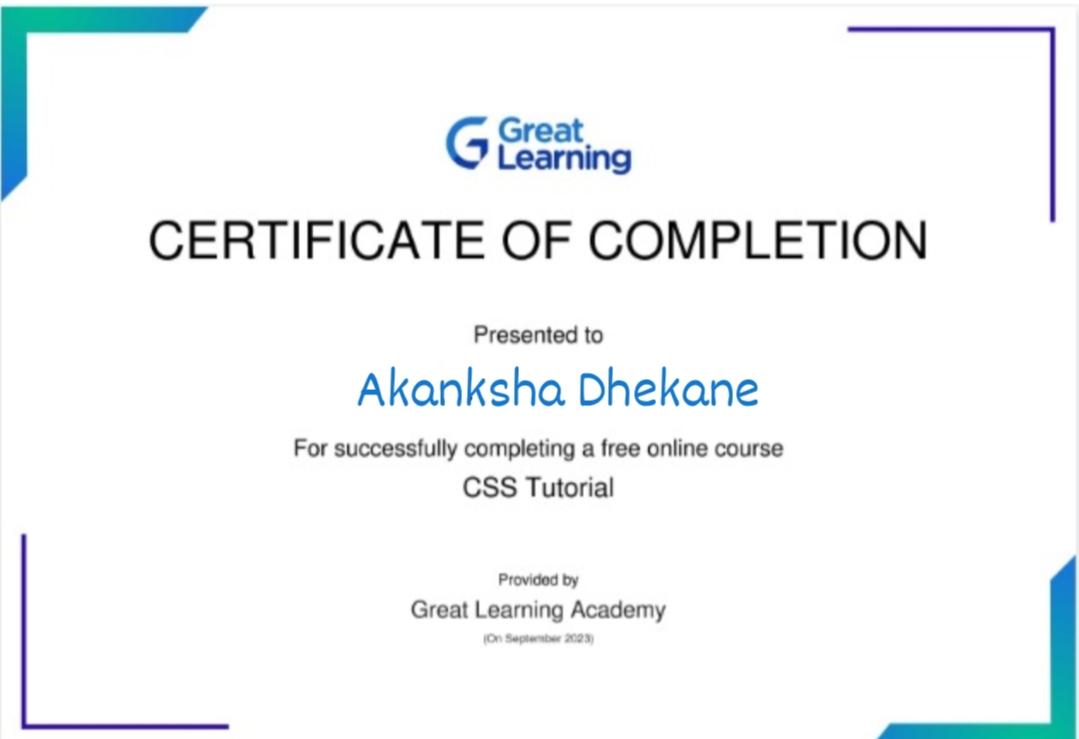 Great
Learning
CERTIFICATE OF COMPLETION
Presented to
Akanksha Dhekane
For successfully completing a free online course
CSS Tutorial
Provided by
Great Learning Academy
(On September 2023)